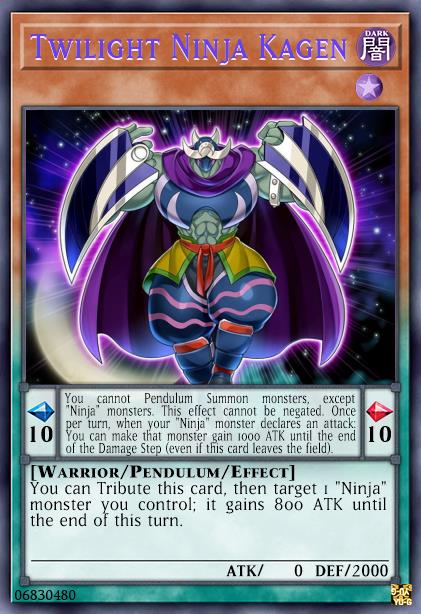 TWILIGHT NINJA KAGEN
DARK
闇
You cannot Pendulum Summon monsters, except
"Ninja" monsters. This effect cannot be negated. Once
per turn, when your "Ninja" monster declares an attack:
You can make that monster gain 1000 ATK until the end
of the Damage Step (even if this card leaves the field).
10
10
[WARRIOR/PENDULUM/EFFECT]
You can Tribute this card, then target 1 "Ninja"
monster you control; it gains 800 ATK until
the end of this turn.
ATK/ 0 DEF/2000
06830480